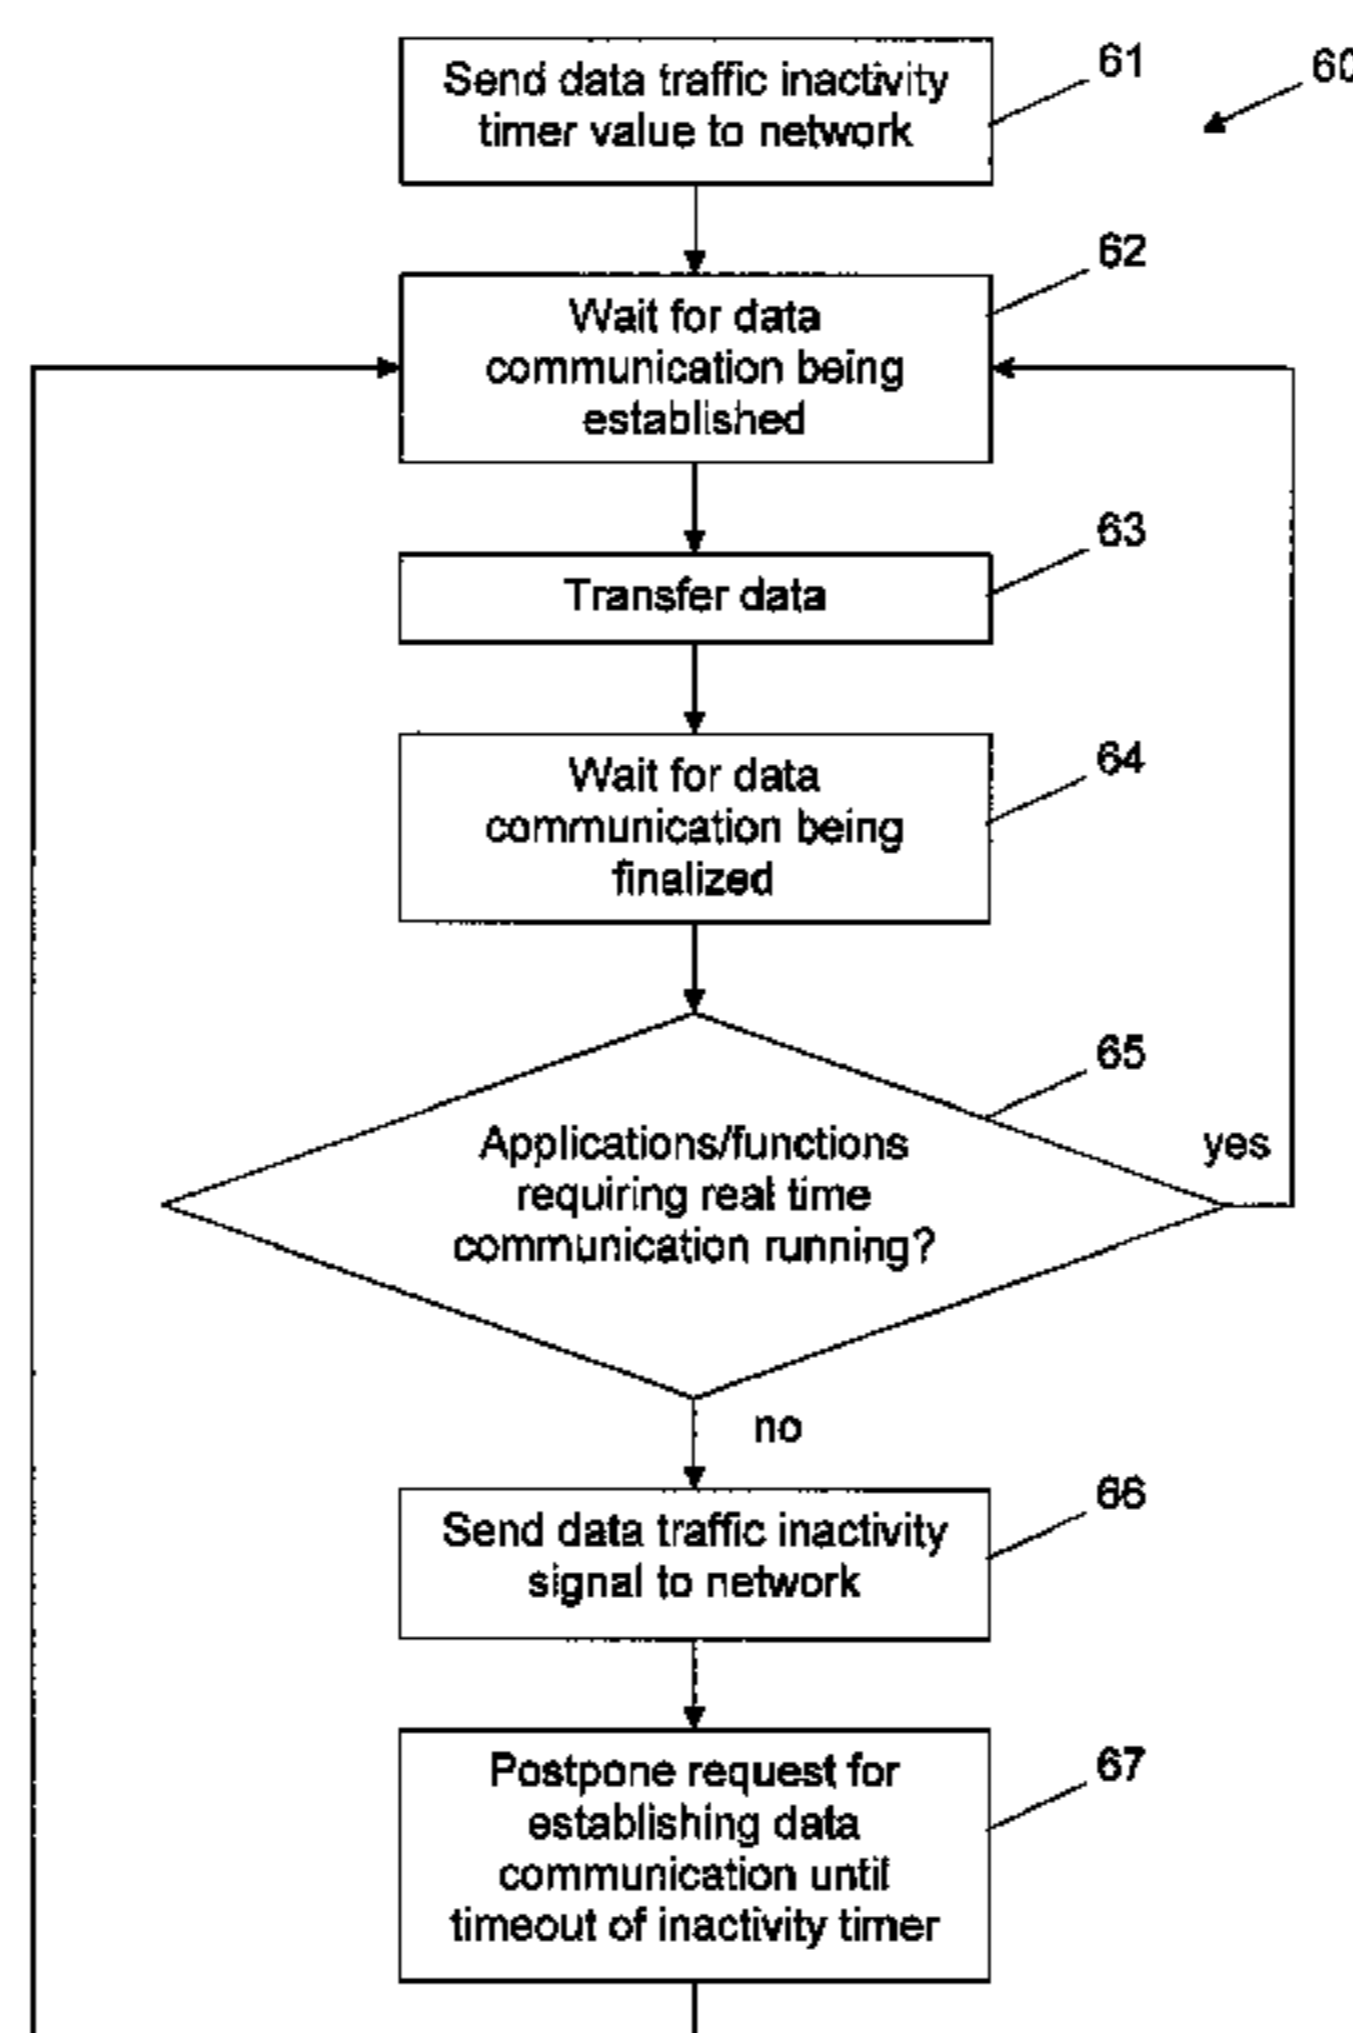 61
60
Send data traffic inactivity
timer value to network
62
Wait for data
communication being
established
63
Transfer data
64
Wait for data
communication being
finalized
65
Applications/functions
requiring real time
communication running?
yes
no
66
Send data traffic inactivity
signal to network
67
Postpone request for
establishing data
communication until
timeout of inactivity timer